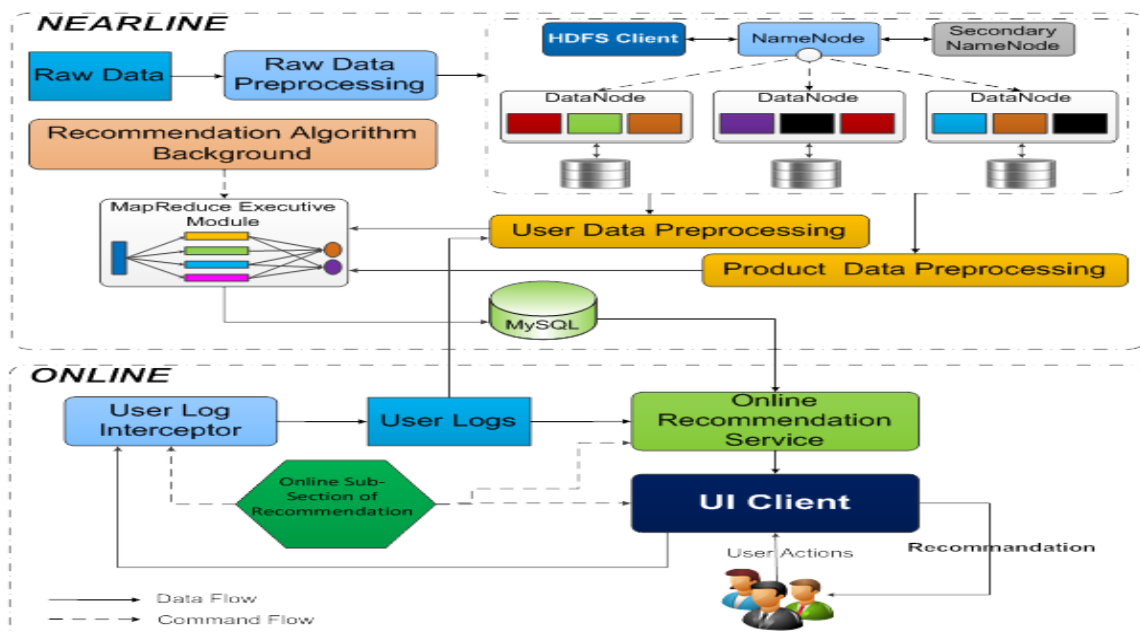 NEARLINE
HDFS Client
NameNode
Secondary
NameNode
Raw Data
Raw Data
Preprocessing
DataNode
DataNode
DataNode
Recommendation Algorithm
Background
MapReduce Executive
Module
User Data Preprocessing
Product Data Preprocessing
MySQL
ONLINE
User Log
Interceptor
User Logs
Online
Recommendation
Service
Online Sub-
Section of
Recommendation
UI Client
User Actions
Recommandation
Data Flow
Command Flow